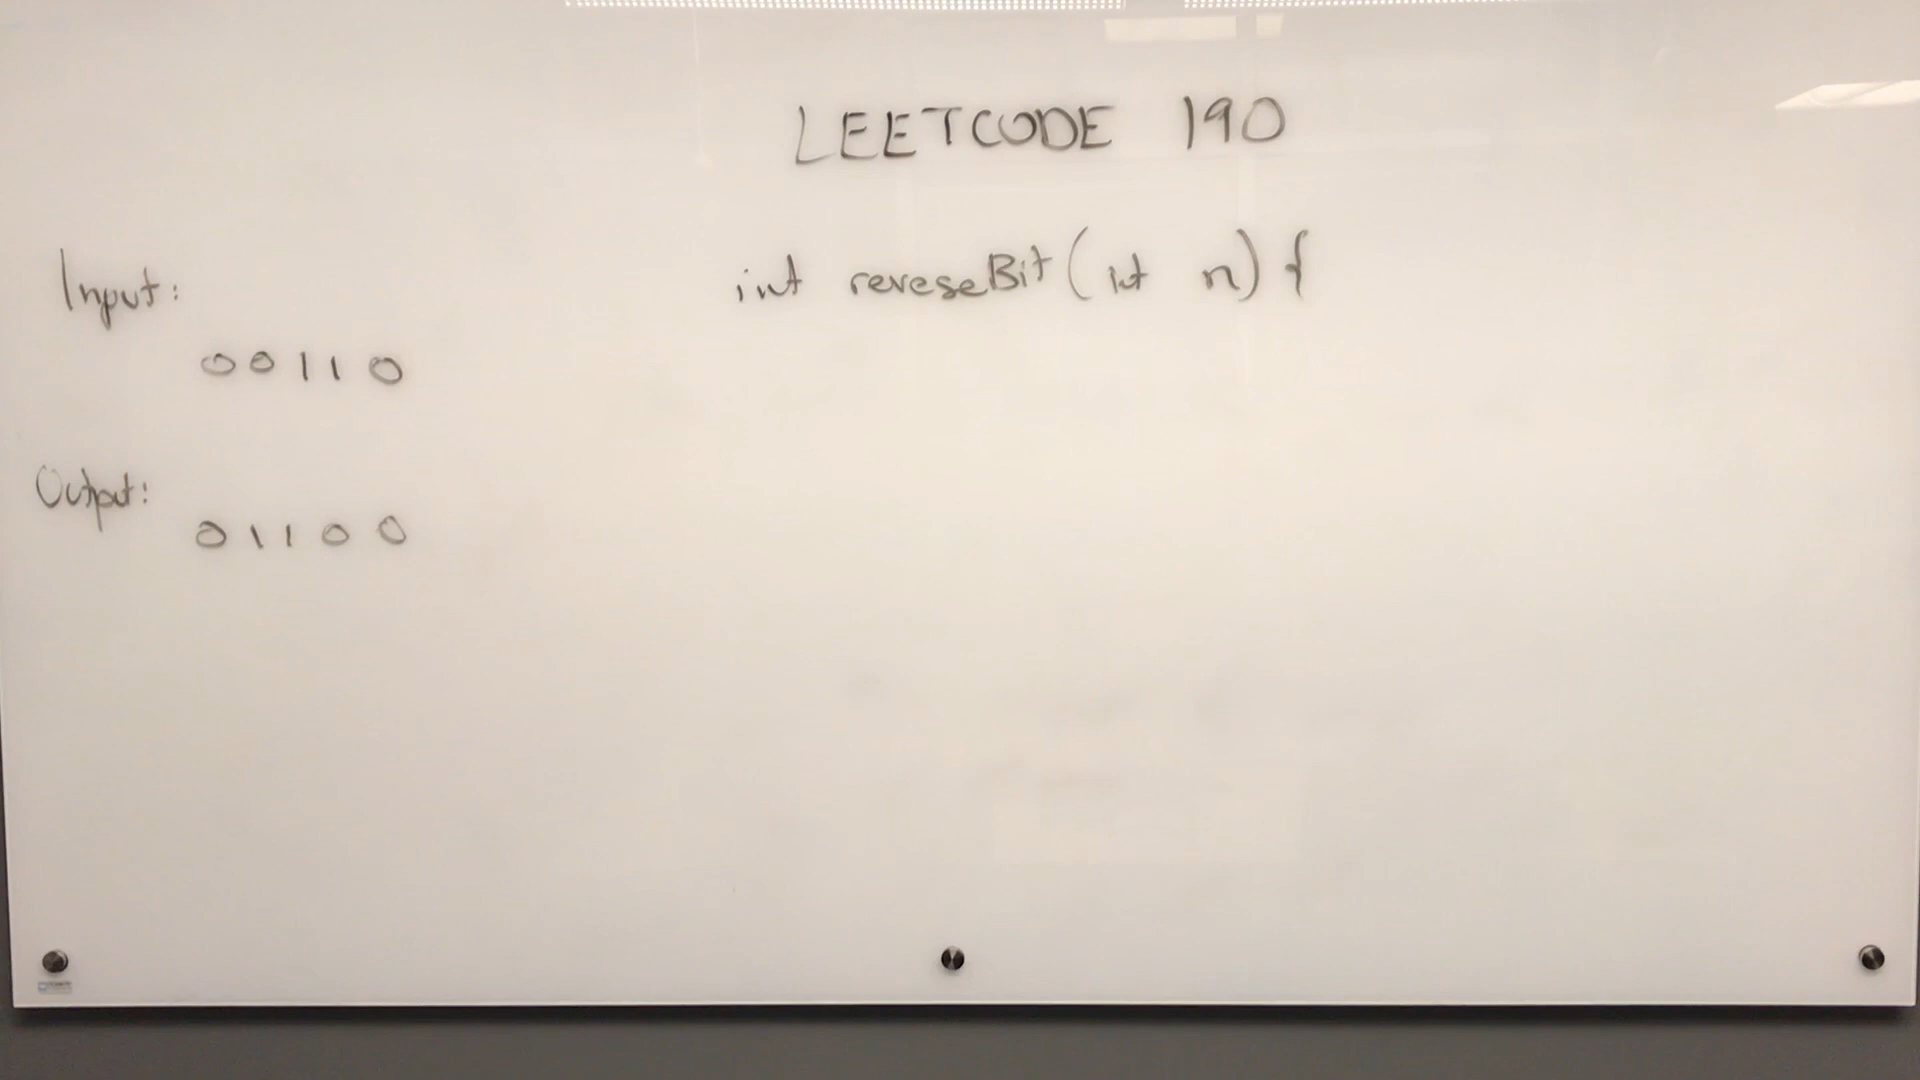 LEETCODE 190
int reveseBit(int n) {
Input:
00110
Output:
01100